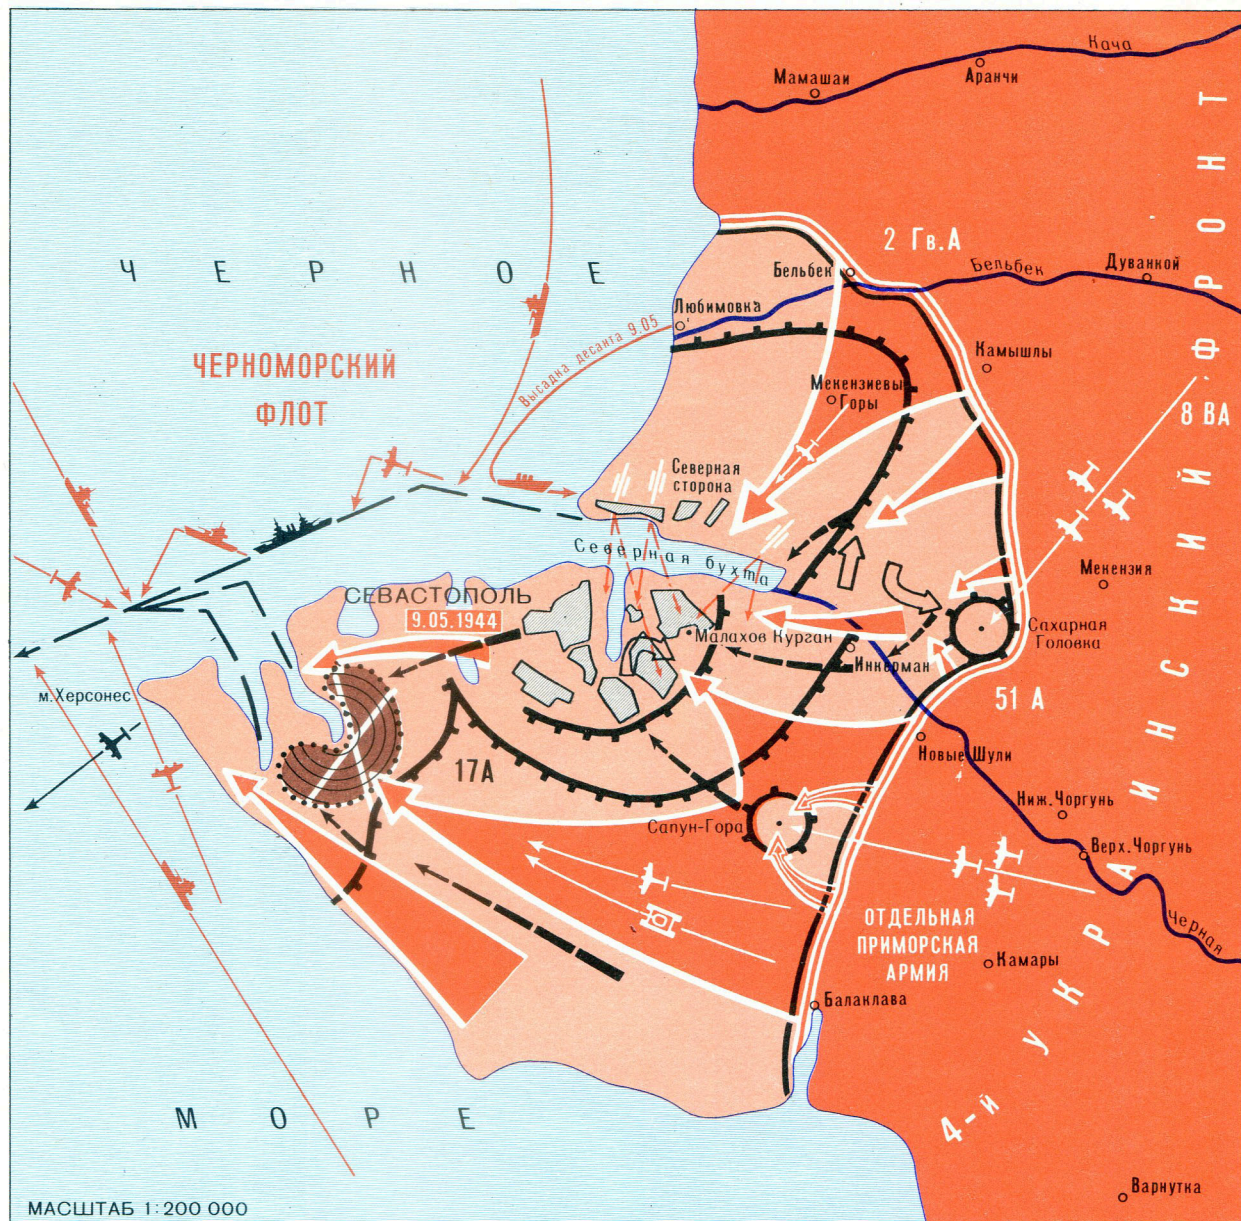 Кача
Мамашаи
Аранчи
2 Гв.А
Бельбек
Бельбек
Дуванкой
ЧЕРНОЕ
Любимовка
Высадка десанта 9.05
ЧЕРНОМОРСКИЙ
ФЛОТ
Камышлы
Мекензиевы
Горы
8 ВА
Северная
сторона
Северная бухта
Мекензия
СЕВАСТОПОЛЬ
9.05.1944
Малахов Курган
Сахарная
Головка
Инкерман
м.Херсонес
51 А
Новые Шули
17А
Ниж.Чоргунь
Сапун-Гора
Верх.Чоргунь
Черная
ОТДЕЛЬНАЯ
ПРИМОРСКАЯ
АРМИЯ
Камары
Балаклава
4-й УКРАИНСКИЙ ФРОНТ
МОРЕ
Варнутка
МАСШТАБ 1:200 000